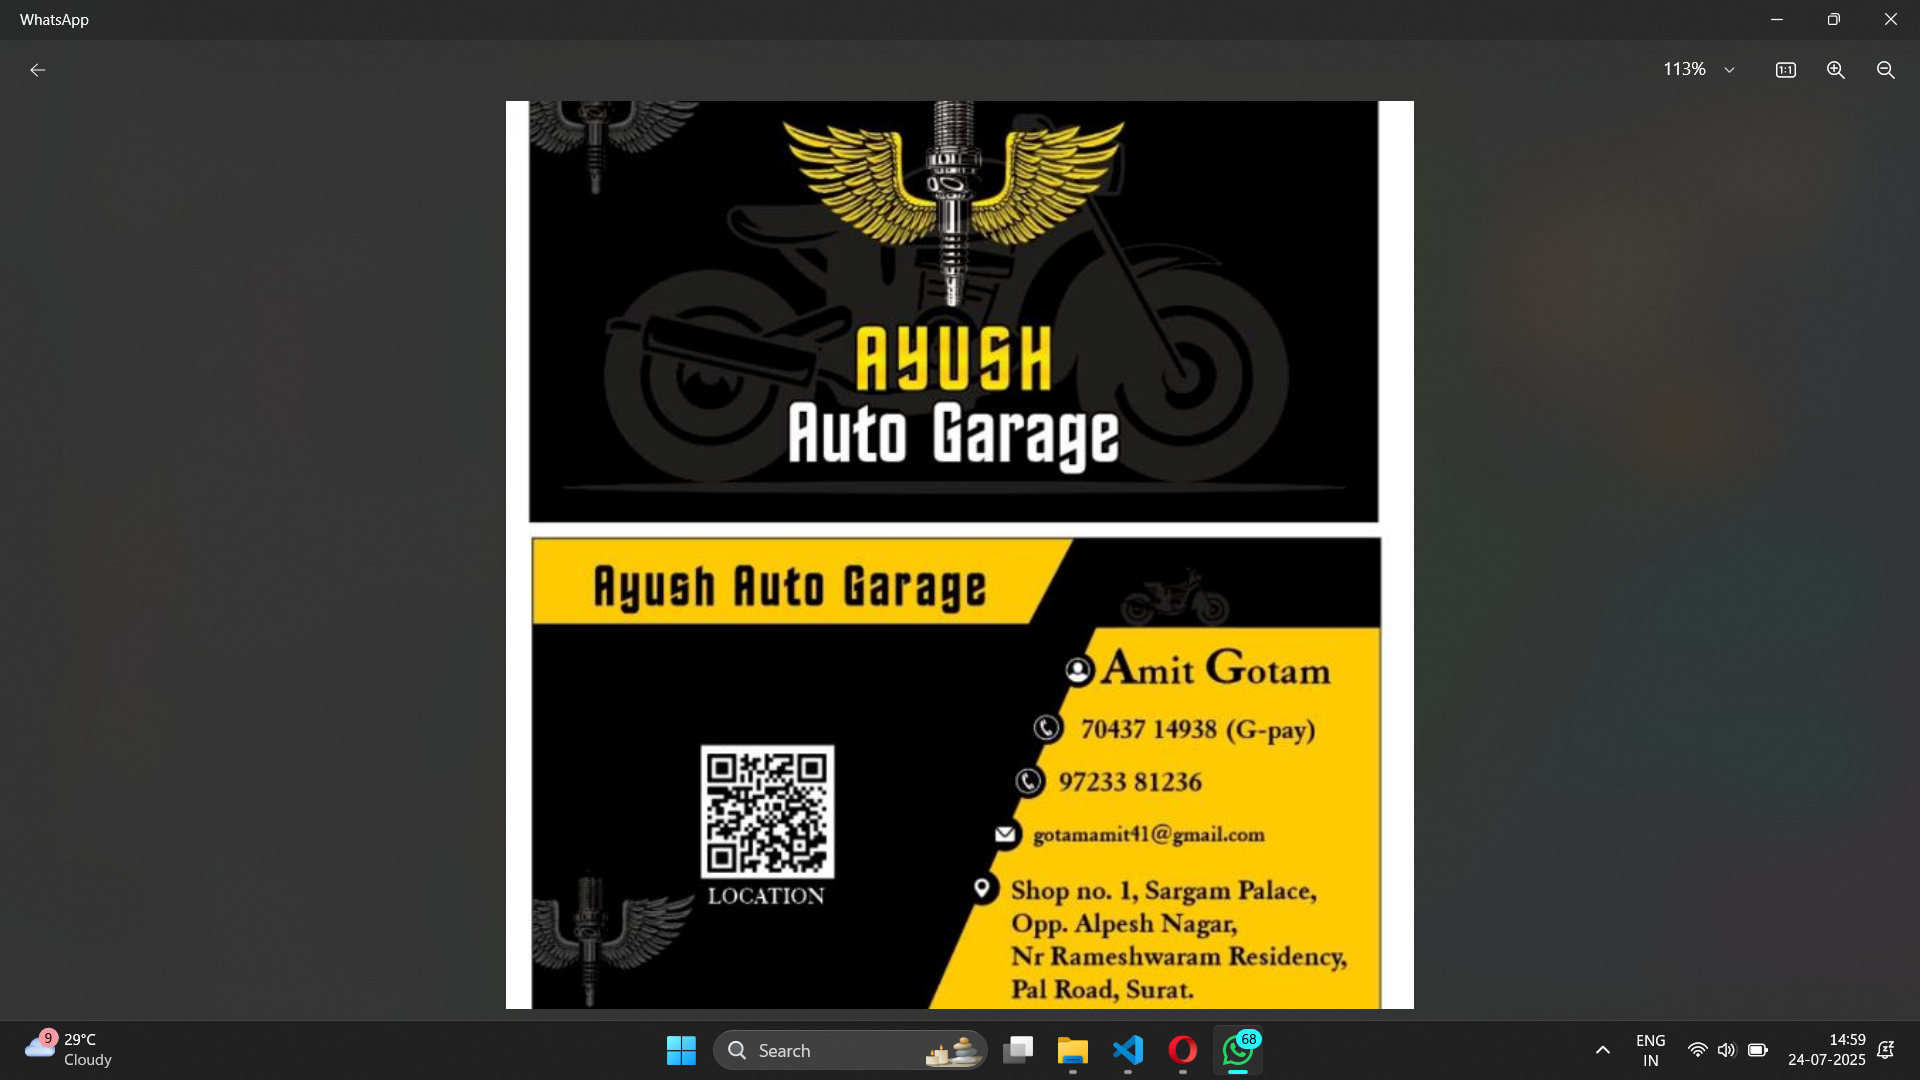 WhatsApp
113%
1:1
AYUSH
Auto Garage
Ayush Auto Garage
Amit Gotam
70437 14938 (G-pay)
97233 81236
gotamamit41@gmail.com
LOCATION
Shop no. 1, Sargam Palace,
Opp. Alpesh Nagar,
Nr Rameshwaram Residency,
Pal Road, Surat.
9
29°C
Cloudy
Search
68
ENG
IN
14:59
24-07-2025